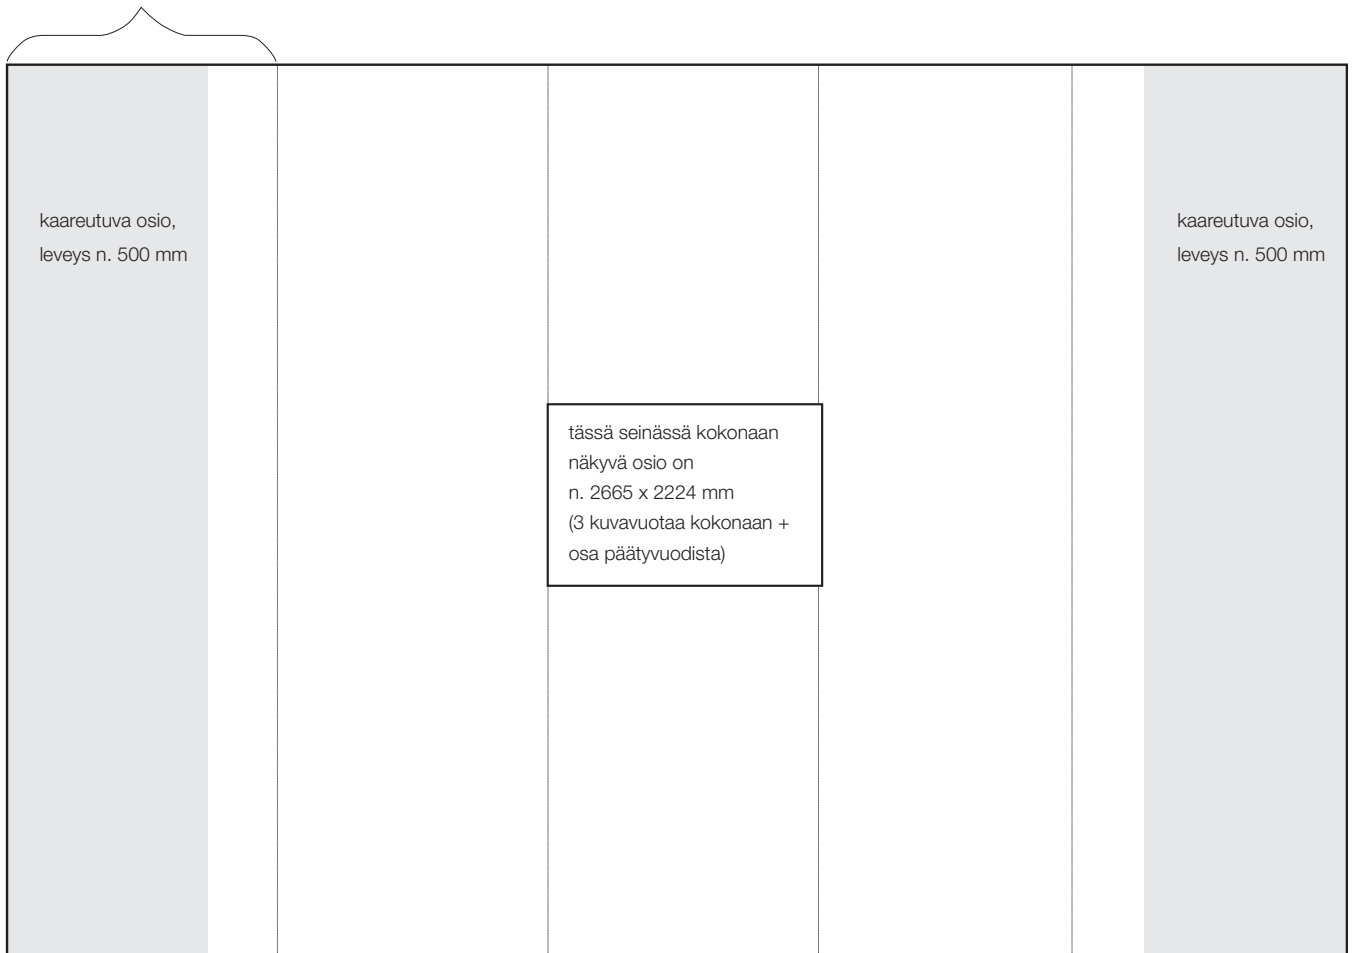 kaareutuva osio,
leveys n. 500 mm
kaareutuva osio,
leveys n. 500 mm
tässä seinässä kokonaan
näkyvä osio on
n. 2665 x 2224 mm
(3 kuvavuotaa kokonaan +
osa päätyvuodista)